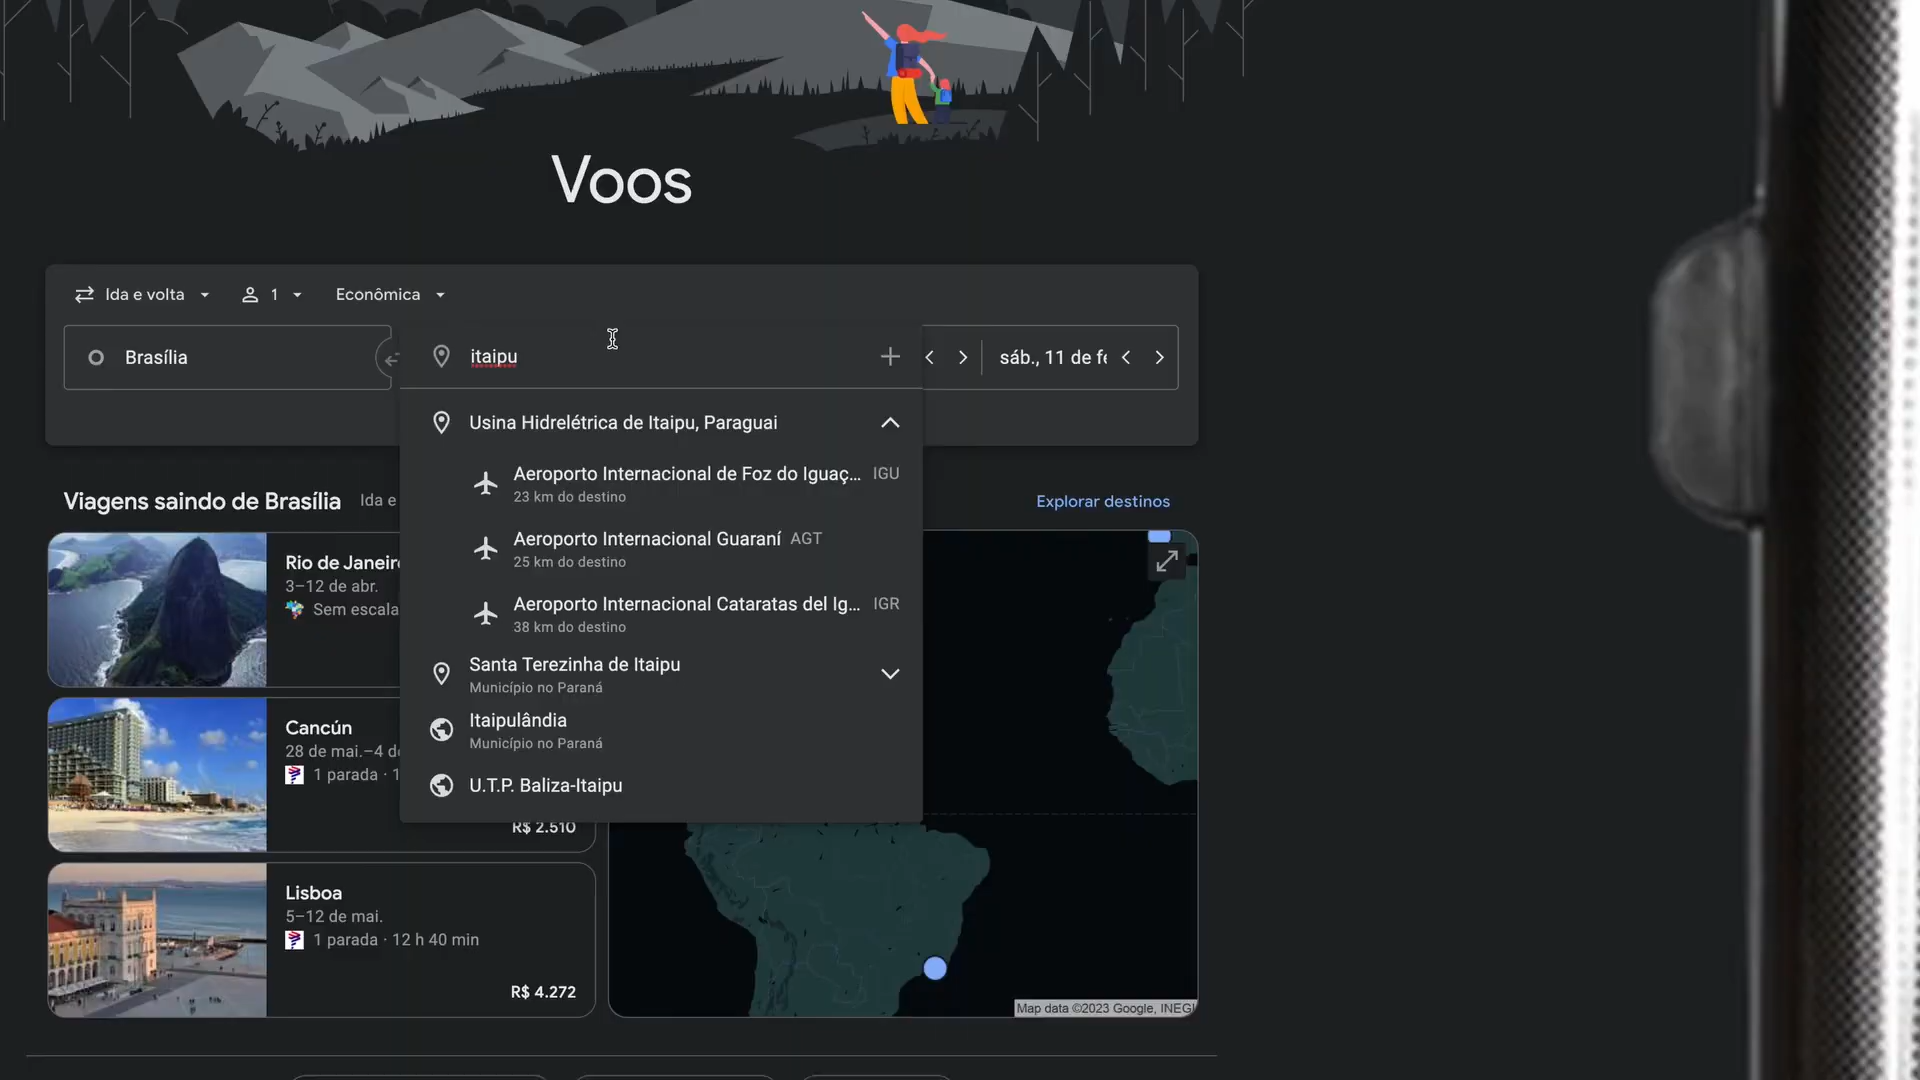 Voos
Ida e volta
1
Econômica
Brasília
itaipu
sáb., 11 de fe
Usina Hidrelétrica de Itaipu, Paraguai
Aeroporto Internacional de Foz do Iguaç... IGU
23 km do destino
Aeroporto Internacional Guaraní AGT
25 km do destino
Aeroporto Internacional Cataratas del Ig... IGR
38 km do destino
Santa Terezinha de Itaipu
Município no Paraná
Itaipulândia
Município no Paraná
U.T.P. Baliza-Itaipu
Viagens saindo de Brasília
Ida e
Explorar destinos
Rio de Janeir
3–12 de abr.
Sem escala
Cancún
28 de mai.–4 d
1 parada · 1
R$ 2.510
Lisboa
5–12 de mai.
1 parada · 12 h 40 min
R$ 4.272
Map data ©2023 Google, INEGI